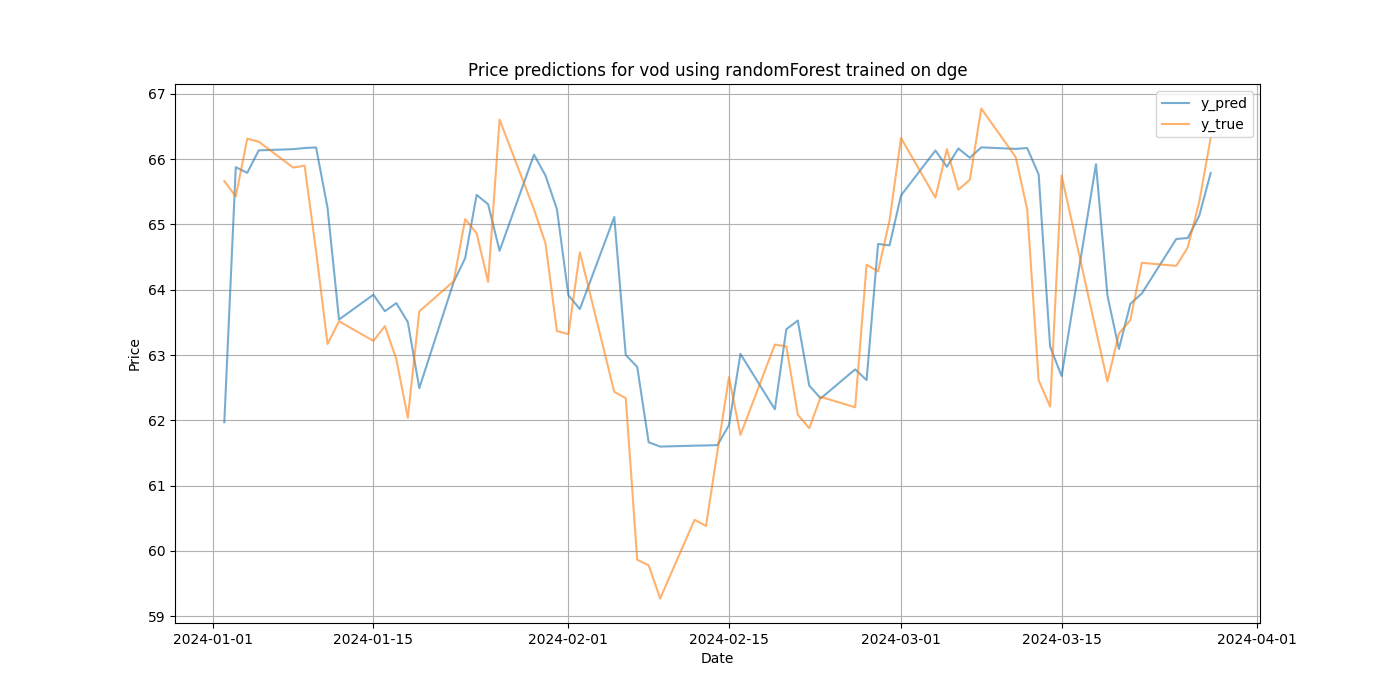 Price predictions for vod using randomForest trained on dge
y_pred
y_true
67
66
65
64
63
62
61
60
59
Price
2024-01-01 2024-01-15 2024-02-01 2024-02-15 2024-03-01 2024-03-15 2024-04-01
Date